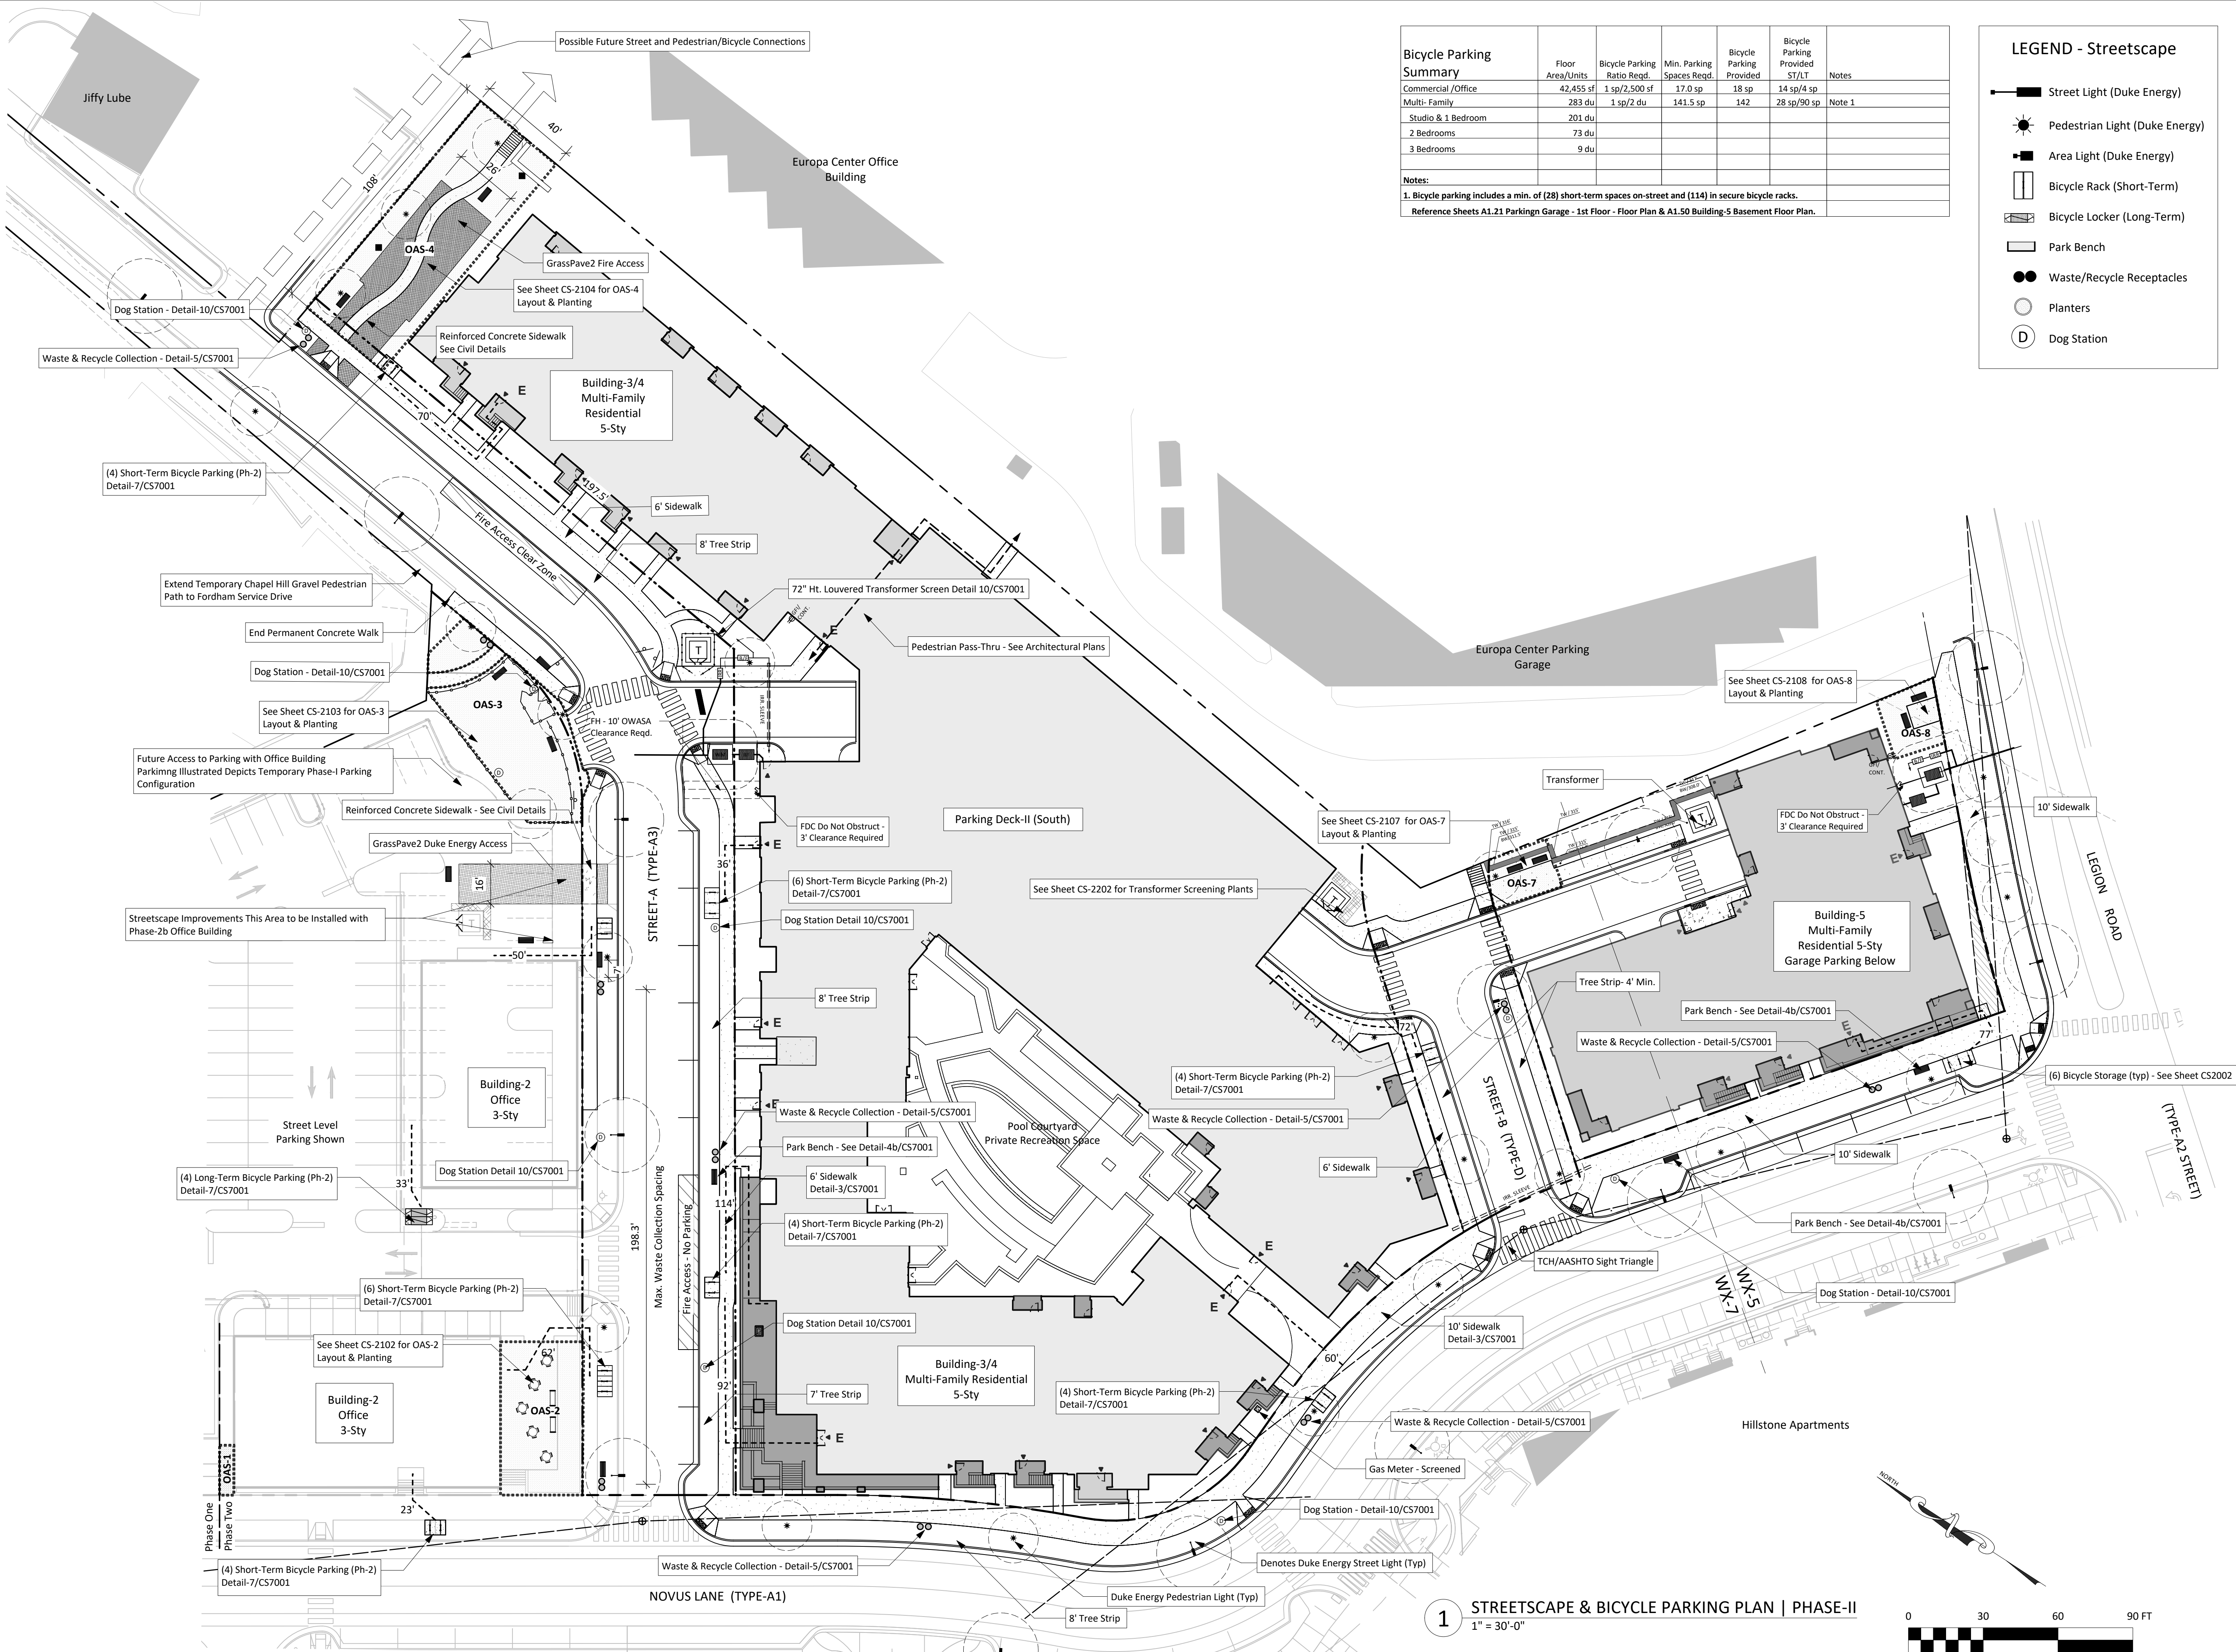 Possible Future Street and Pedestrian/Bicycle Connections
Jiffy Lube
Europa Center Office
Building
40'
26'
108'
OAS-4
GrassPave2 Fire Access
See Sheet CS-2104 for OAS-4
Layout & Planting
Dog Station - Detail-10/CS7001
Reinforced Concrete Sidewalk
See Civil Details
Waste & Recycle Collection - Detail-5/CS7001
Building-3/4
Multi-Family
Residential
5-Sty
E
70'
(4) Short-Term Bicycle Parking (Ph-2)
Detail-7/CS7001
197.5'
6' Sidewalk
Fire Access Clear Zone
8' Tree Strip
Extend Temporary Chapel Hill Gravel Pedestrian
Path to Fordham Service Drive
72" Ht. Louvered Transformer Screen Detail 10/CS7001
End Permanent Concrete Walk
Pedestrian Pass-Thru - See Architectural Plans
E
T
Dog Station - Detail-10/CS7001
OAS-3
See Sheet CS-2103 for OAS-3
Layout & Planting
FH - 10' OWASA
Clearance Reqd.
IRR. SLEEVE
Future Access to Parking with Office Building
Parkimg Illustrated Depicts Temporary Phase-I Parking
Configuration
Reinforced Concrete Sidewalk - See Civil Details
GrassPave2 Duke Energy Access
16'
Streetscape Improvements This Area to be Installed with
Phase-2b Office Building
50'
7'
STREET-A (TYPE-A3)
FDC Do Not Obstruct -
3' Clearance Required
36'
E
(6) Short-Term Bicycle Parking (Ph-2)
Detail-7/CS7001
Dog Station Detail 10/CS7001
8' Tree Strip
E
Parking Deck-II (South)
Building-2
Office
3-Sty
Street Level
Parking Shown
(4) Long-Term Bicycle Parking (Ph-2)
Detail-7/CS7001
33'
Dog Station Detail 10/CS7001
198.3'
Max. Waste Collection Spacing
Fire Access - No Parking
E
Waste & Recycle Collection - Detail-5/CS7001
Park Bench - See Detail-4b/CS7001
6' Sidewalk
Detail-3/CS7001
114'
(4) Short-Term Bicycle Parking (Ph-2)
Detail-7/CS7001
Dog Station Detail 10/CS7001
92'
7' Tree Strip
E
Pool Courtyard
Private Recreation Space
(6) Short-Term Bicycle Parking (Ph-2)
Detail-7/CS7001
See Sheet CS-2102 for OAS-2
Layout & Planting
62'
Building-2
Office
3-Sty
OAS-2
OAS-1
Phase One
Phase Two
23'
(4) Short-Term Bicycle Parking (Ph-2)
Detail-7/CS7001
Building-3/4
Multi-Family Residential
5-Sty
(4) Short-Term Bicycle Parking (Ph-2)
Detail-7/CS7001
E
E
60'
10' Sidewalk
Detail-3/CS7001
Waste & Recycle Collection - Detail-5/CS7001
Gas Meter - Screened
Dog Station - Detail-10/CS7001
Denotes Duke Energy Street Light (Typ)
Waste & Recycle Collection - Detail-5/CS7001
Duke Energy Pedestrian Light (Typ)
8' Tree Strip
NOVUS LANE (TYPE-A1)
Europa Center Parking
Garage
See Sheet CS-2108 for OAS-8
Layout & Planting
OAS-8
Transformer
T
See Sheet CS-2107 for OAS-7
Layout & Planting
OAS-7
FDC Do Not Obstruct -
3' Clearance Required
10' Sidewalk
See Sheet CS-2202 for Transformer Screening Plants
T
E
Building-5
Multi-Family
Residential 5-Sty
Garage Parking Below
LEGION ROAD
Tree Strip- 4' Min.
Park Bench - See Detail-4b/CS7001
Waste & Recycle Collection - Detail-5/CS7001
E
77'
72'
(4) Short-Term Bicycle Parking (Ph-2)
Detail-7/CS7001
Waste & Recycle Collection - Detail-5/CS7001
(6) Bicycle Storage (typ) - See Sheet CS2002
STREET-B (TYPE-D)
6' Sidewalk
10' Sidewalk
(TYPE-A2 STREET)
IRR. SLEEVE
Park Bench - See Detail-4b/CS7001
TCH/AASHTO Sight Triangle
WX-5
WX-7
Dog Station - Detail-10/CS7001
Hillstone Apartments
NORTH
1
STREETSCAPE & BICYCLE PARKING PLAN | PHASE-II
1" = 30'-0"
0 30 60 90 FT
Bicycle Parking Summary Floor Area/Units Bicycle Parking Ratio Reqd. Min. Parking Spaces Reqd. Bicycle Parking Provided Bicycle Parking Provided ST/LT Notes
Commercial /Office 42,455 sf 1 sp/2,500 sf 17.0 sp 18 sp 14 sp/4 sp
Multi- Family 283 du 1 sp/2 du 141.5 sp 142 28 sp/90 sp Note 1
Studio & 1 Bedroom 201 du
2 Bedrooms 73 du
3 Bedrooms 9 du
Notes:
1. Bicycle parking includes a min. of (28) short-term spaces on-street and (114) in secure bicycle racks.
Reference Sheets A1.21 Parkingn Garage - 1st Floor - Floor Plan & A1.50 Building-5 Basement Floor Plan.
LEGEND - Streetscape
Street Light (Duke Energy)
Pedestrian Light (Duke Energy)
Area Light (Duke Energy)
Bicycle Rack (Short-Term)
Bicycle Locker (Long-Term)
Park Bench
Waste/Recycle Receptacles
Planters
D Dog Station